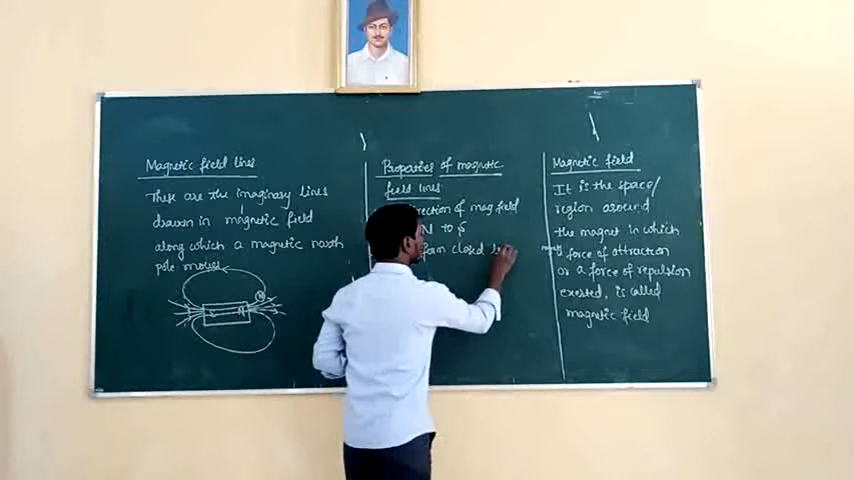 Magnetic field lines
These are the imaginary lines
drawn in magnetic field
along which a magnetic north
pole moves
S N
Properties of magnetic
field lines
direction of mag field
N to S
form closed
Magnetic field
It is the space/
region around
the magnet in which
force of attraction
or a force of repulsion
exerted, is called
magnetic field